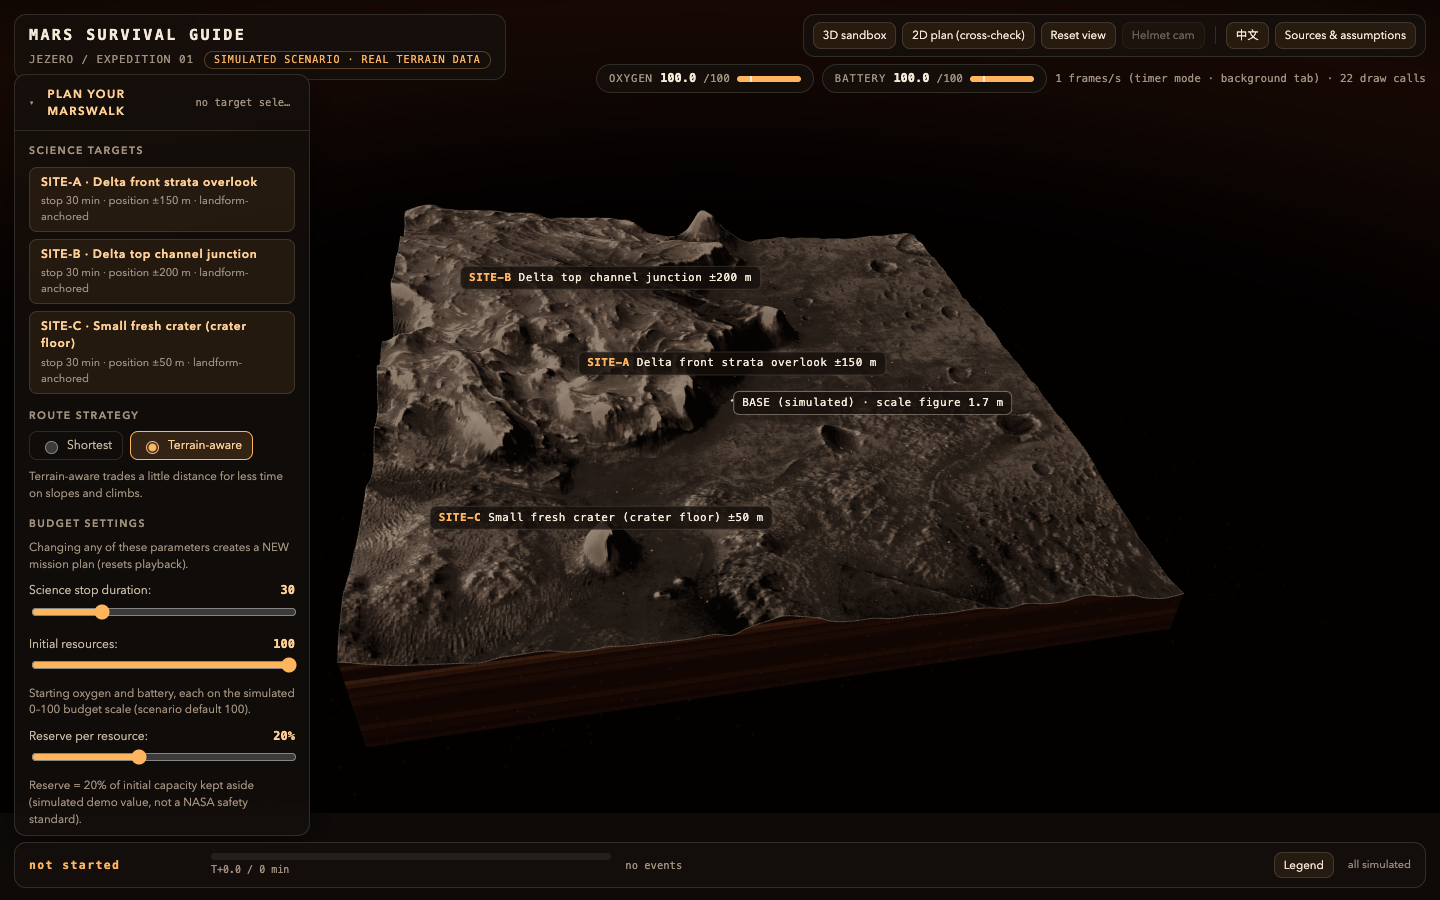 MARS SURVIVAL GUIDE
JEZERO / EXPEDITION 01 SIMULATED SCENARIO · REAL TERRAIN DATA
3D sandbox 2D plan (cross-check) Reset view Helmet cam 中文 Sources & assumptions
OXYGEN 100.0 /100 BATTERY 100.0 /100 1 frames/s (timer mode · background tab) · 22 draw calls
▾ PLAN YOUR MARSWALK no target sele…
SCIENCE TARGETS
SITE-A · Delta front strata overlook
stop 30 min · position ±150 m · landform-
anchored
SITE-B · Delta top channel junction
stop 30 min · position ±200 m · landform-
anchored
SITE-C · Small fresh crater (crater
floor)
stop 30 min · position ±50 m · landform-
anchored
ROUTE STRATEGY
Shortest Terrain-aware
Terrain-aware trades a little distance for less time
on slopes and climbs.
BUDGET SETTINGS
Changing any of these parameters creates a NEW
mission plan (resets playback).
Science stop duration: 30
Initial resources: 100
Starting oxygen and battery, each on the simulated
0–100 budget scale (scenario default 100).
Reserve per resource: 20%
Reserve = 20% of initial capacity kept aside
(simulated demo value, not a NASA safety
standard).
SITE-B Delta top channel junction ±200 m
SITE-A Delta front strata overlook ±150 m
BASE (simulated) · scale figure 1.7 m
SITE-C Small fresh crater (crater floor) ±50 m
not started
T+0.0 / 0 min
no events
Legend
all simulated